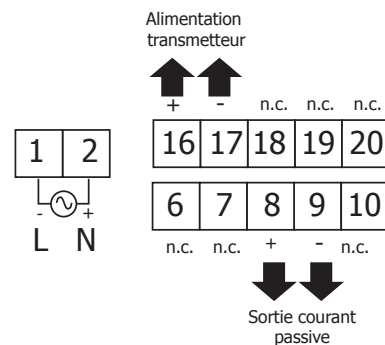 Alimentation
transmetteur
+ - n.c. n.c. n.c.
16 17 18 19 20
1 2
- +
L N
6 7 8 9 10
n.c. n.c. + - n.c.
Sortie courant
passive